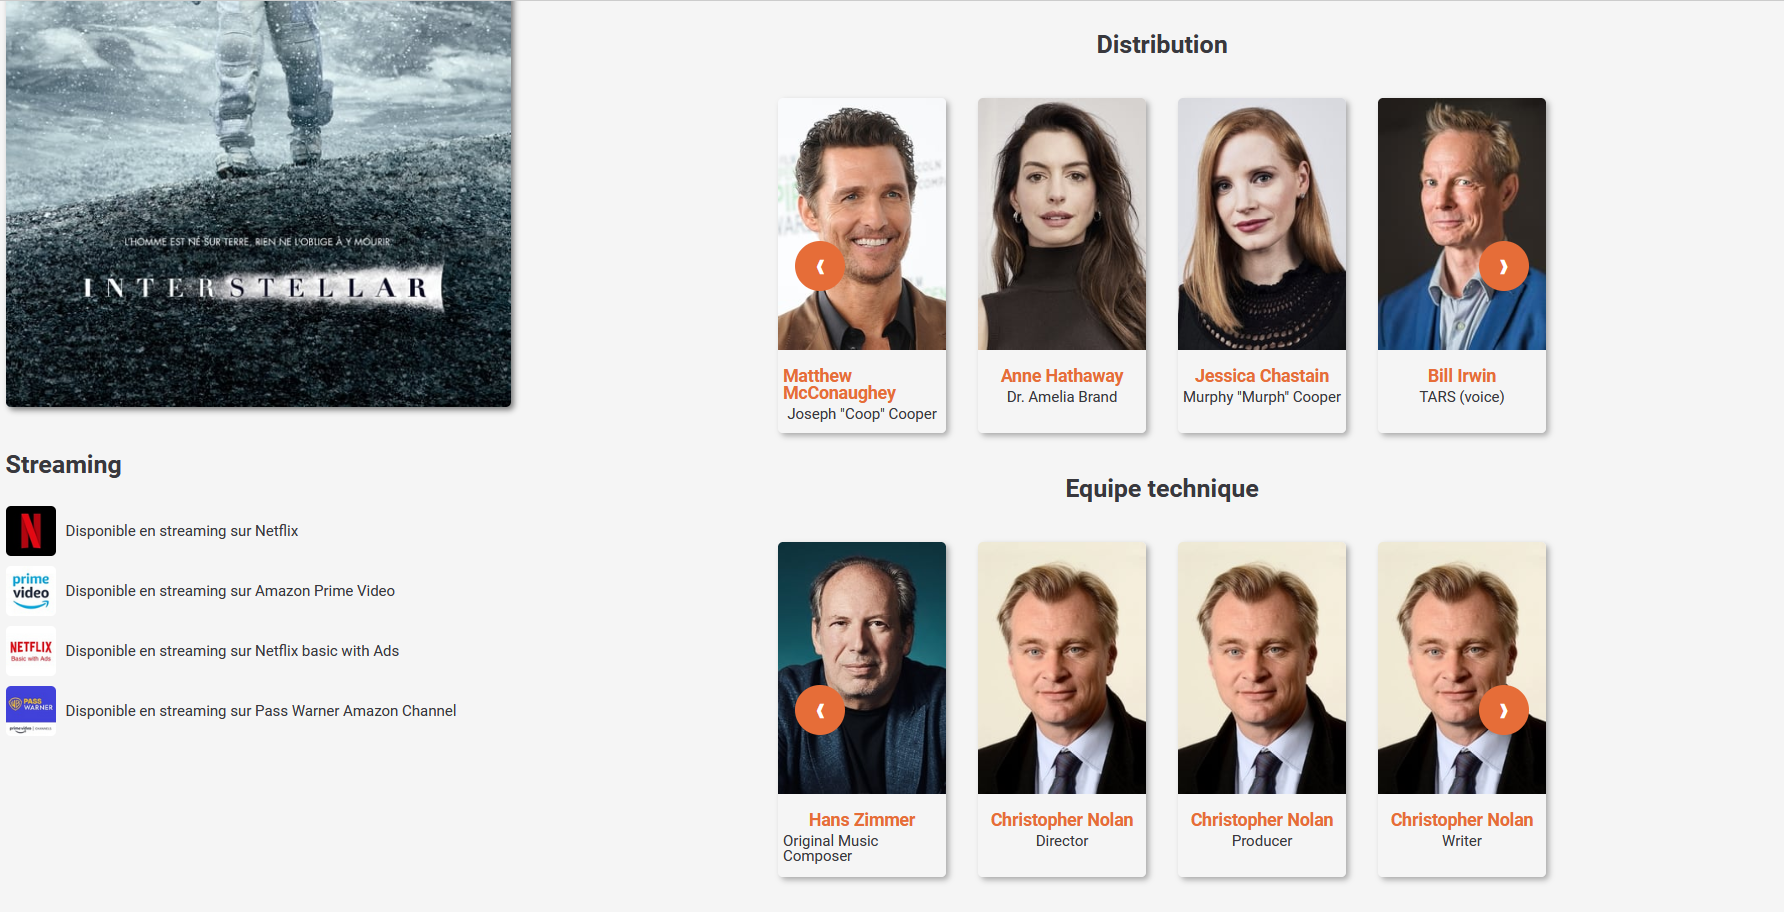 L'HOMME EST NÉ SUR TERRE, RIEN NE L'OBLIGE À Y MOURIR
INTERSTELLAR
Streaming
N
Disponible en streaming sur Netflix
prime
video
Disponible en streaming sur Amazon Prime Video
NETFLIX
Basic with Ads
Disponible en streaming sur Netflix basic with Ads
PASS
WARNER
prime video
Disponible en streaming sur Pass Warner Amazon Channel
Distribution
❰
❱
Matthew
McConaughey
Joseph "Coop" Cooper
Anne Hathaway
Dr. Amelia Brand
Jessica Chastain
Murphy "Murph" Cooper
Bill Irwin
TARS (voice)
Equipe technique
❰
❱
Hans Zimmer
Original Music
Composer
Christopher Nolan
Director
Christopher Nolan
Producer
Christopher Nolan
Writer